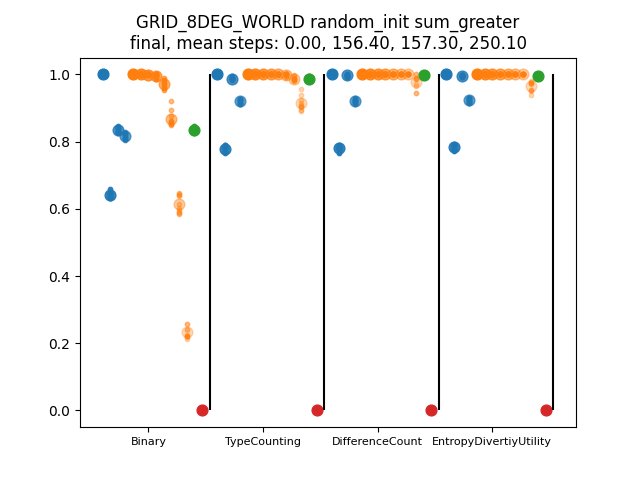 GRID_8DEG_WORLD random_init sum_greater
final, mean steps: 0.00, 156.40, 157.30, 250.10
1.0
0.8
0.6
0.4
0.2
0.0
Binary
TypeCounting
DifferenceCount
EntropyDivertiyUtility